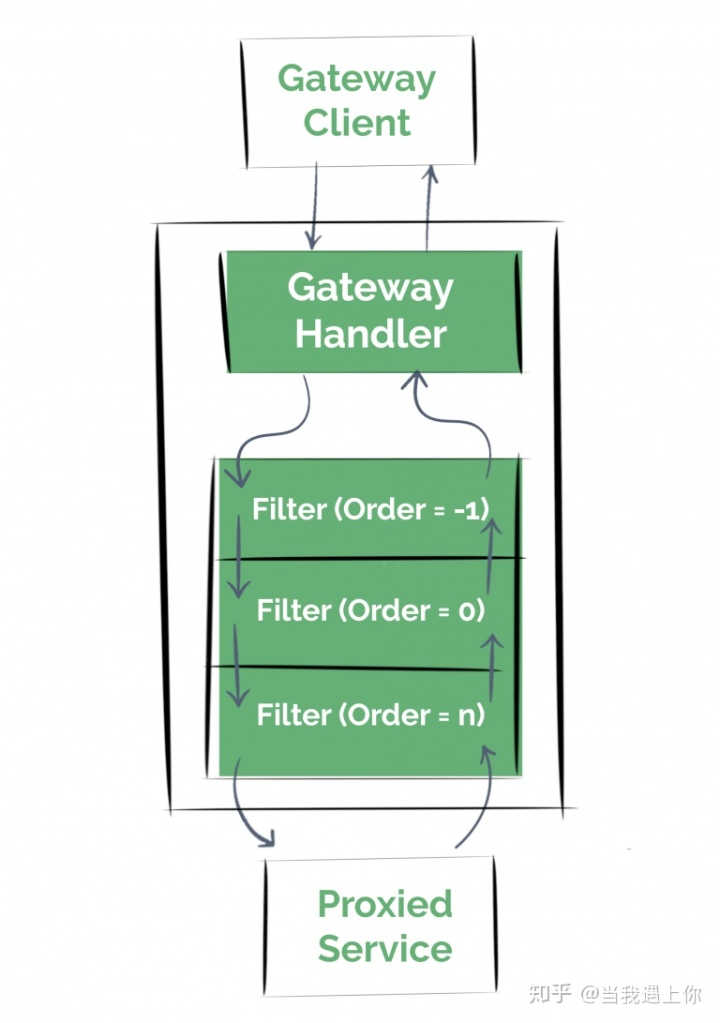 Gateway
Client
Gateway
Handler
Filter (Order = -1)
Filter (Order = 0)
Filter (Order = n)
Proxied
Service
知乎 @当我遇上你